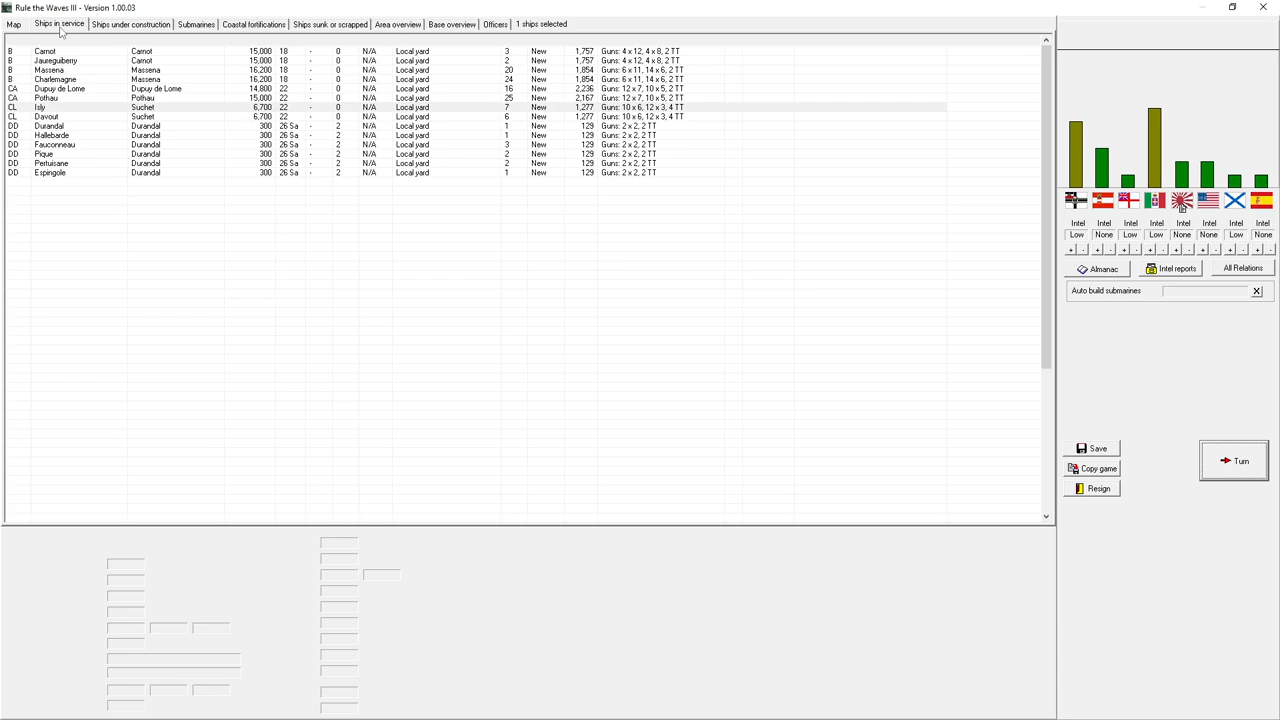 Rule the Waves III - Version 1.00.03
Map Ships in service Ships under construction Submarines Coastal fortifications Ships sunk or scrapped Area overview Base overview Officers 1 ships selected
B Carnot Carnot 15,000 18 - 0 N/A Local yard 3 New 1,757 Guns: 4 x 12, 4 x 8, 2 TT
B Jaureguiberry Carnot 15,000 18 - 0 N/A Local yard 2 New 1,757 Guns: 4 x 12, 4 x 8, 2 TT
B Massena Massena 16,200 18 - 0 N/A Local yard 20 New 1,854 Guns: 6 x 11, 14 x 6, 2 TT
B Charlemagne Massena 16,200 18 - 0 N/A Local yard 24 New 1,854 Guns: 6 x 11, 14 x 6, 2 TT
CA Dupuy de Lome Dupuy de Lome 14,800 22 - 0 N/A Local yard 16 New 2,236 Guns: 12 x 7, 10 x 5, 2 TT
CA Pothau Pothau 15,000 22 - 0 N/A Local yard 25 New 2,167 Guns: 12 x 7, 10 x 5, 2 TT
CL Isly Suchet 6,700 22 - 0 N/A Local yard 7 New 1,277 Guns: 10 x 6, 12 x 3, 4 TT
CL Davout Suchet 6,700 22 - 0 N/A Local yard 6 New 1,277 Guns: 10 x 6, 12 x 3, 4 TT
DD Durandal Durandal 300 26 Sa - 2 N/A Local yard 1 New 129 Guns: 2 x 2, 2 TT
DD Hallebarde Durandal 300 26 Sa - 2 N/A Local yard 1 New 129 Guns: 2 x 2, 2 TT
DD Fauconneau Durandal 300 26 Sa - 2 N/A Local yard 3 New 129 Guns: 2 x 2, 2 TT
DD Pique Durandal 300 26 Sa - 2 N/A Local yard 2 New 129 Guns: 2 x 2, 2 TT
DD Pertuisane Durandal 300 26 Sa - 2 N/A Local yard 2 New 129 Guns: 2 x 2, 2 TT
DD Espingole Durandal 300 26 Sa - 2 N/A Local yard 1 New 129 Guns: 2 x 2, 2 TT
Intel Intel Intel Intel Intel Intel Intel Intel
Low None Low Low None None Low None
+ - + - + - + - + - + - + - + -
Almanac Intel reports All Relations
Auto build submarines X
Save
Turn
Copy game
Resign